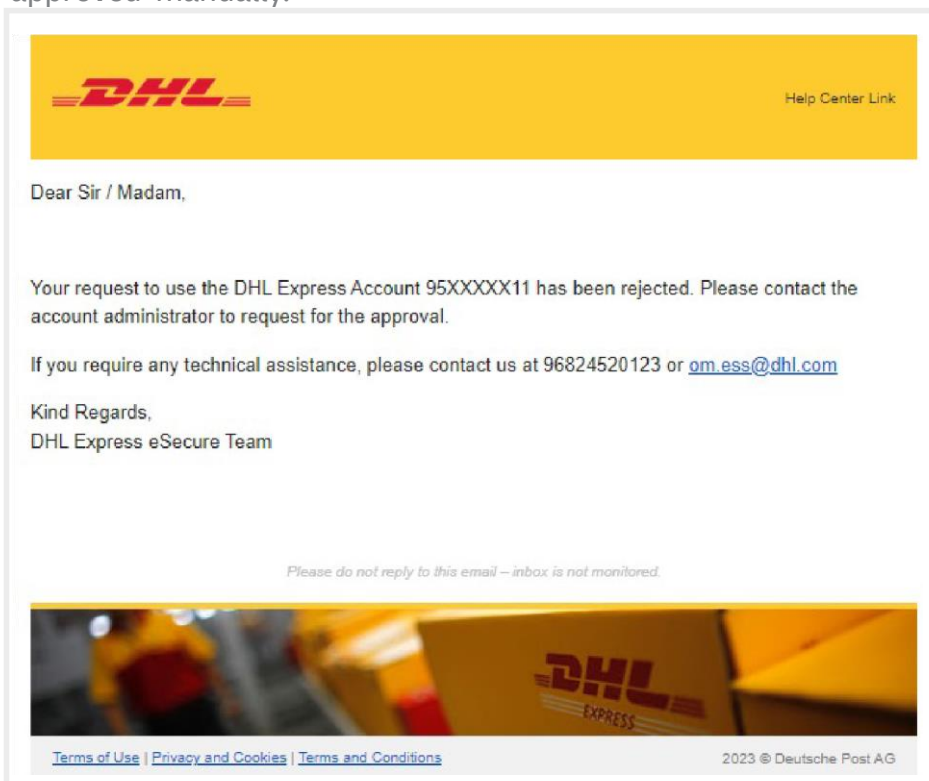 approved manually.
DHL
Help Center Link
Dear Sir / Madam,
Your request to use the DHL Express Account 95XXXXX11 has been rejected. Please contact the
account administrator to request for the approval.
If you require any technical assistance, please contact us at 96824520123 or om.ess@dhl.com
Kind Regards,
DHL Express eSecure Team
Please do not reply to this email – inbox is not monitored.
DHL
EXPRESS
Terms of Use | Privacy and Cookies | Terms and Conditions
2023 © Deutsche Post AG